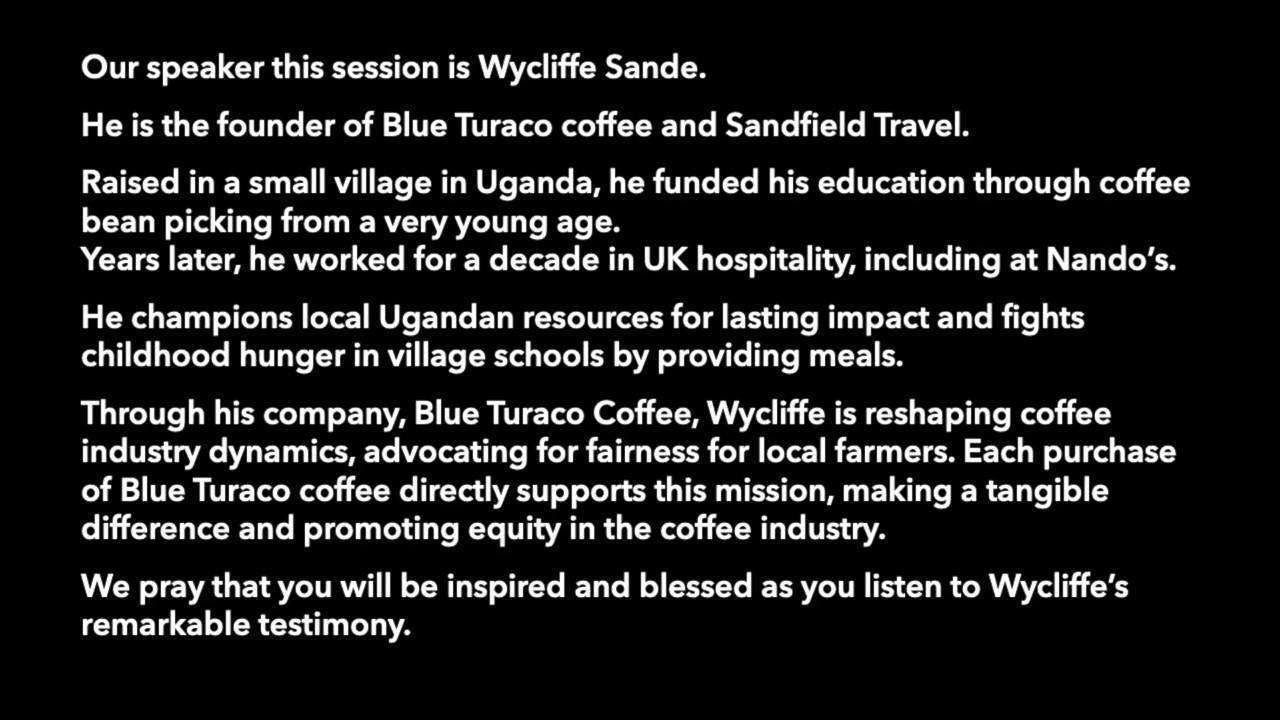 Our speaker this session is Wycliffe Sande.
He is the founder of Blue Turaco coffee and Sandfield Travel.
Raised in a small village in Uganda, he funded his education through coffee
bean picking from a very young age.
Years later, he worked for a decade in UK hospitality, including at Nando’s.
He champions local Ugandan resources for lasting impact and fights
childhood hunger in village schools by providing meals.
Through his company, Blue Turaco Coffee, Wycliffe is reshaping coffee
industry dynamics, advocating for fairness for local farmers. Each purchase
of Blue Turaco coffee directly supports this mission, making a tangible
difference and promoting equity in the coffee industry.
We pray that you will be inspired and blessed as you listen to Wycliffe’s
remarkable testimony.